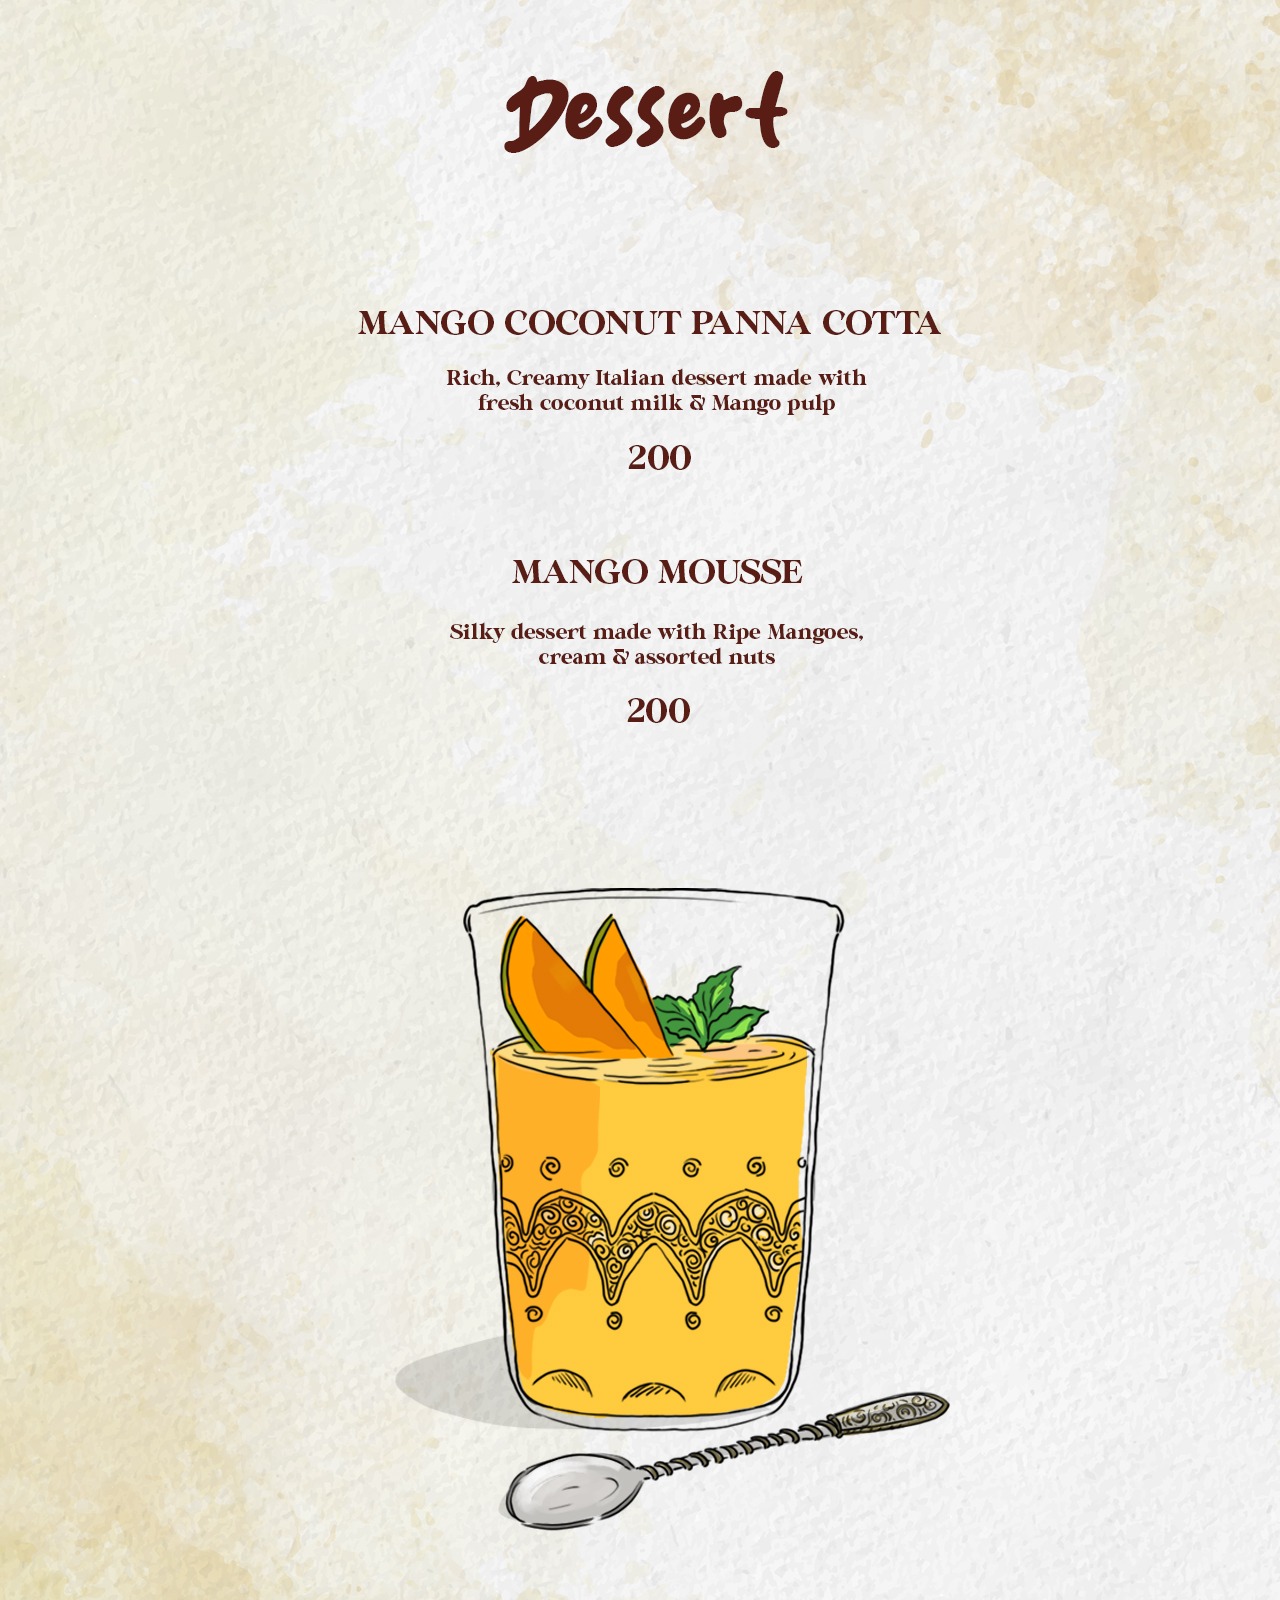 Dessert
MANGO COCONUT PANNA COTTA
Rich, Creamy Italian dessert made with
fresh coconut milk & Mango pulp
200
MANGO MOUSSE
Silky dessert made with Ripe Mangoes,
cream & assorted nuts
200